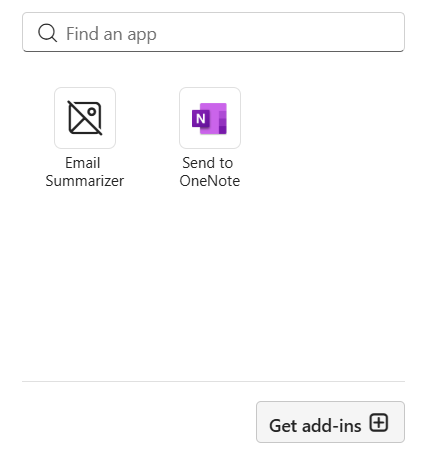 Find an app
N
Email
Summarizer
Send to
OneNote
Get add-ins